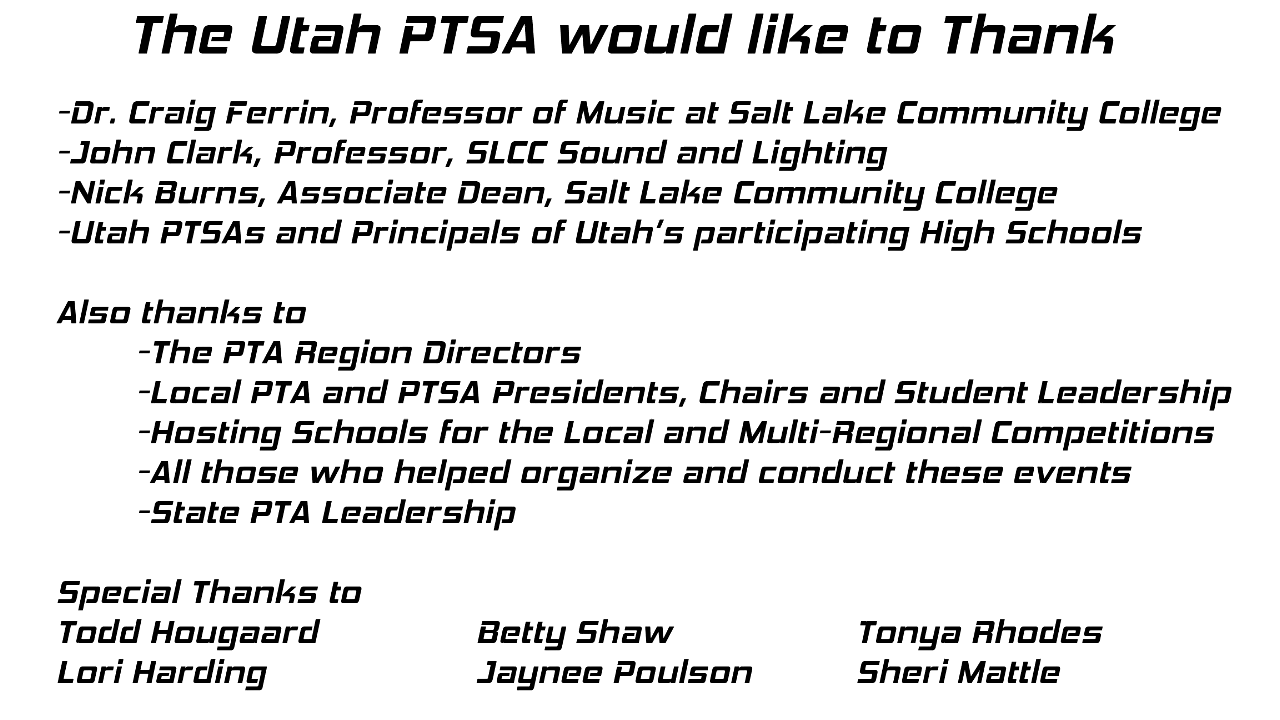 The Utah PTSA would like to Thank
-Dr. Craig Ferrin, Professor of Music at Salt Lake Community College
-John Clark, Professor, SLCC Sound and Lighting
-Nick Burns, Associate Dean, Salt Lake Community College
-Utah PTSAs and Principals of Utah's participating High Schools
Also thanks to
-The PTA Region Directors
-Local PTA and PTSA Presidents, Chairs and Student Leadership
-Hosting Schools for the Local and Multi-Regional Competitions
-All those who helped organize and conduct these events
-State PTA Leadership
Special Thanks to
Todd Hougaard Betty Shaw Tonya Rhodes
Lori Harding Jaynee Poulson Sheri Mattle